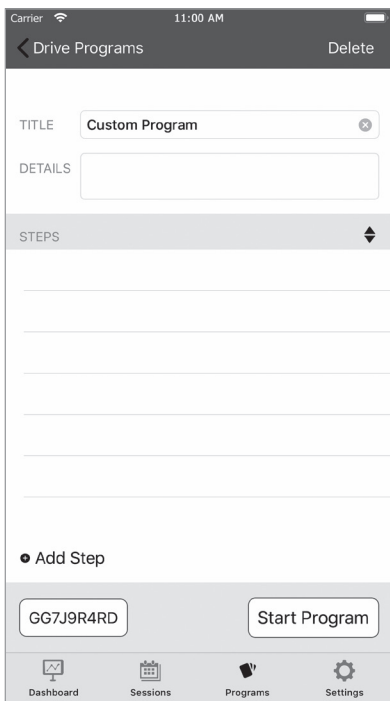 Carrier 11:00 AM
Drive Programs Delete
TITLE Custom Program
DETAILS
STEPS
Add Step
GG7J9R4RD Start Program
Dashboard Sessions Programs Settings